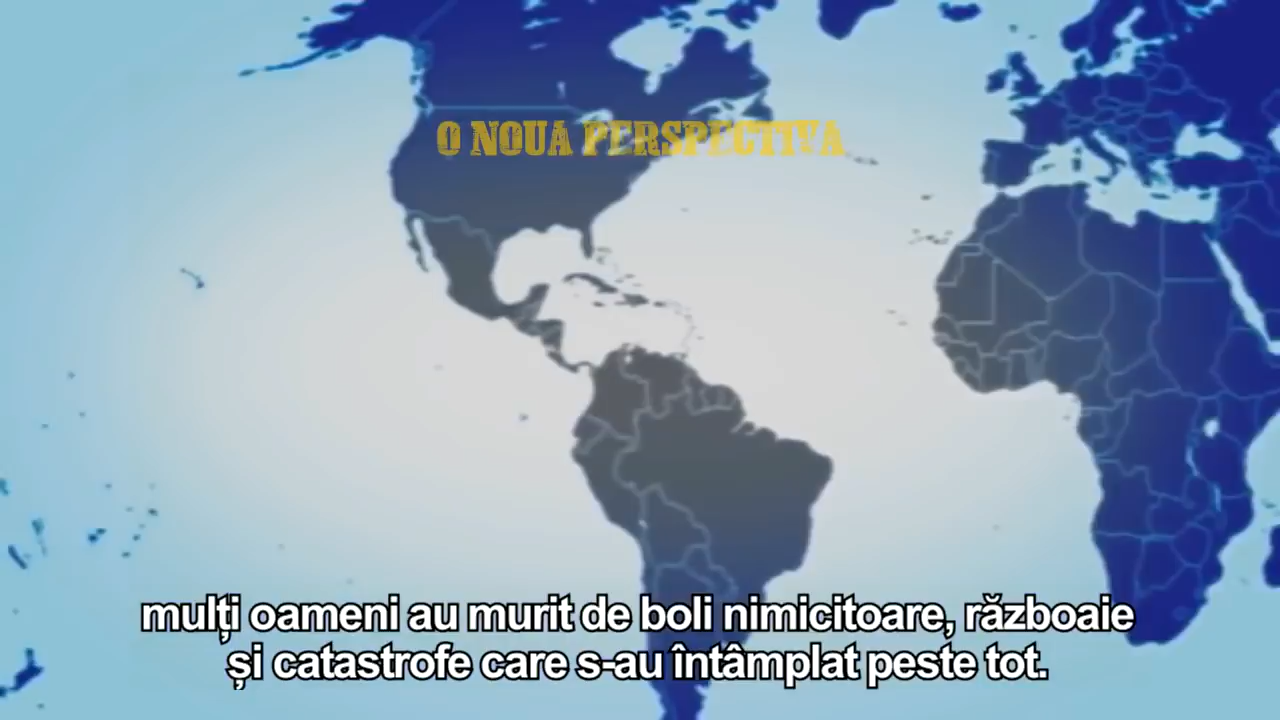 O NOUA PERSPECTIVA
mulți oameni au murit de boli nimicitoare, războaie
și catastrofe care s-au întâmplat peste tot.